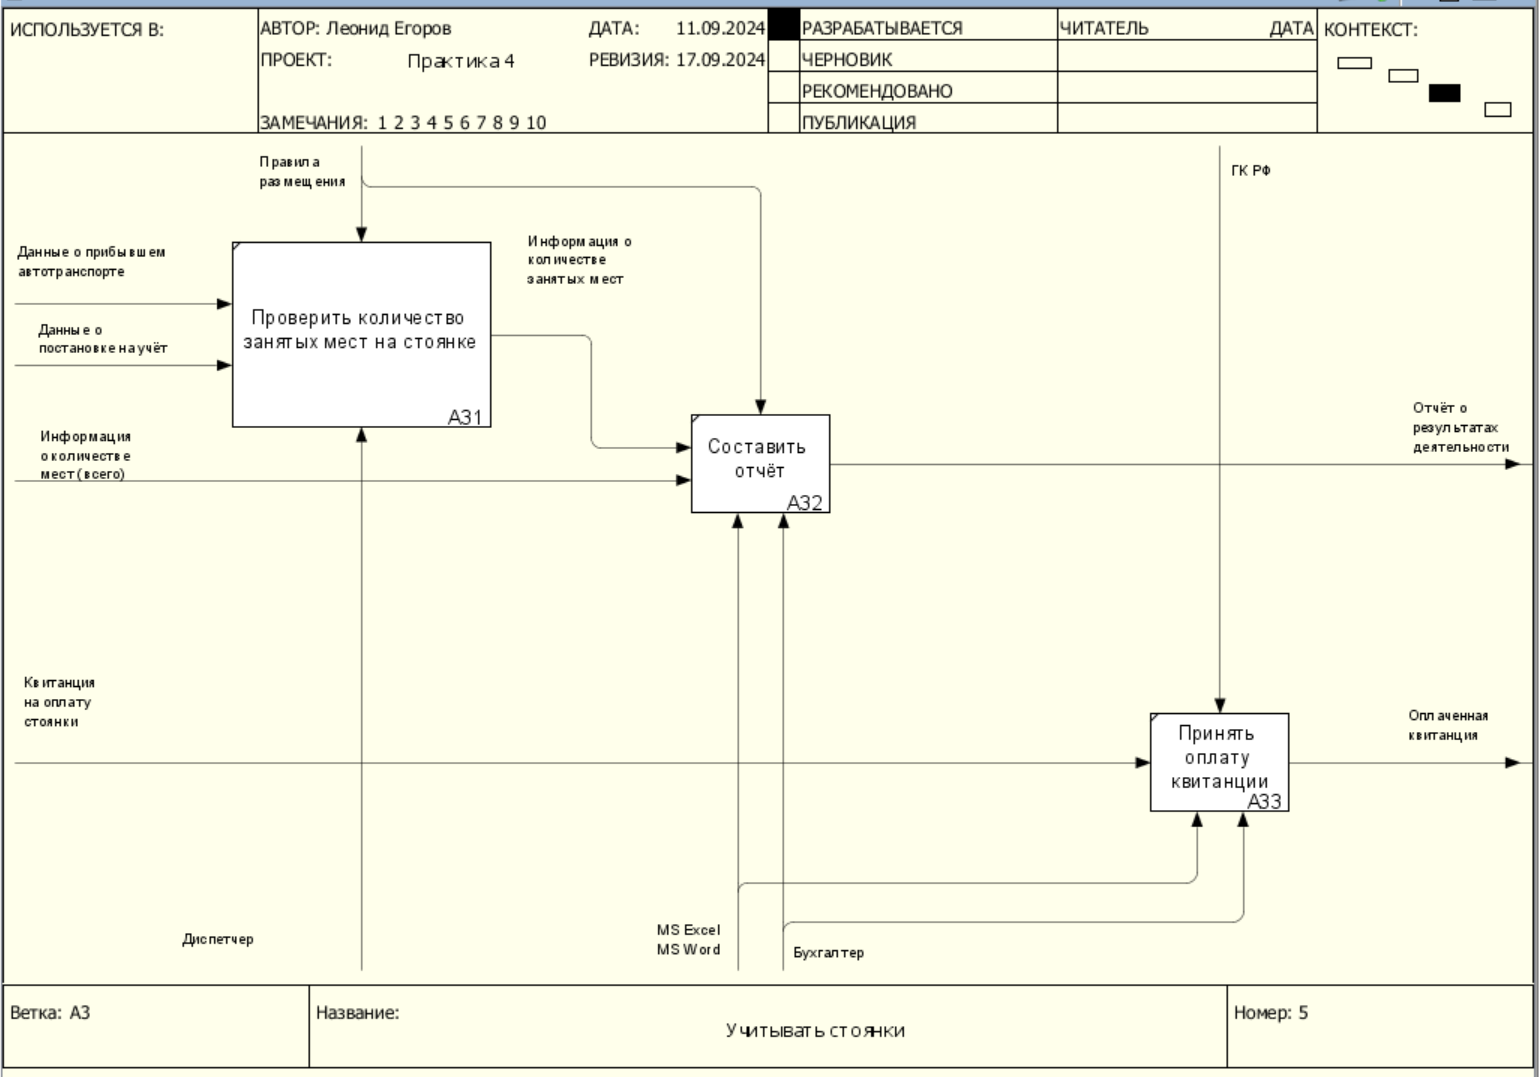 ИСПОЛЬЗУЕТСЯ В:
АВТОР: Леонид Егоров
ДАТА: 11.09.2024
РАЗРАБАТЫВАЕТСЯ
ЧИТАТЕЛЬ
ДАТА
КОНТЕКСТ:
ПРОЕКТ: Практика 4
РЕВИЗИЯ: 17.09.2024
ЧЕРНОВИК
РЕКОМЕНДОВАНО
ЗАМЕЧАНИЯ: 1 2 3 4 5 6 7 8 9 10
ПУБЛИКАЦИЯ
Правила
размещения
ГК РФ
Данные о прибывшем
автотранспорте
Информация о
количестве
занятых мест
Данные о
постановке на учёт
Проверить количество
занятых мест на стоянке
A31
Информация
о количестве
мест (всего)
Составить
отчёт
A32
Отчёт о
результатах
деятельности
Квитанция
на оплату
стоянки
Принять
оплату
квитанции
A33
Оплаченная
квитанция
Диспетчер
MS Excel
MS Word
Бухгалтер
Ветка: A3
Название:
Учитывать стоянки
Номер: 5